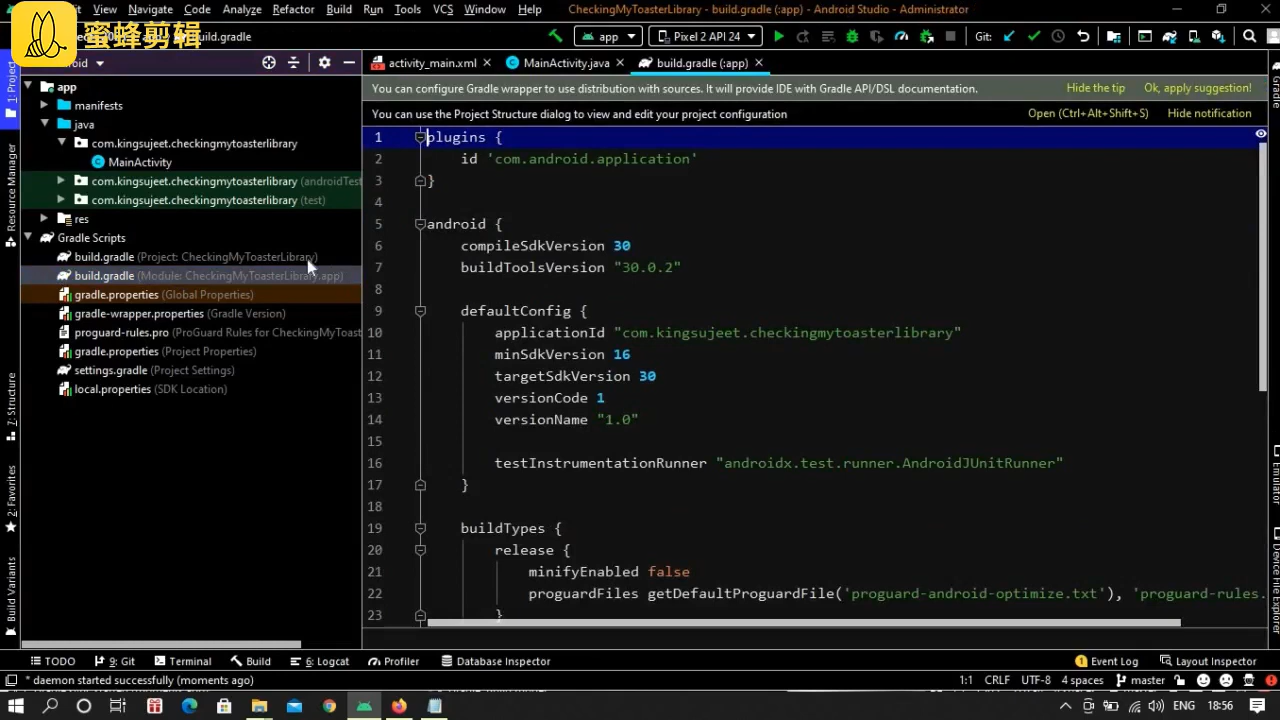 蜜蜂剪辑
Navigate Code Analyze Refactor Build Run Tools VCS Window Help
CheckingMyToasterLibrary - build.gradle (:app) - Android Studio - Administrator
build.gradle
app
Pixel 2 API 24
Git:
1: Project
Resource Manager
Z: Structure
2: Favorites
Build Variants
app
manifests
java
com.kingsujeet.checkingmytoasterlibrary
MainActivity
com.kingsujeet.checkingmytoasterlibrary (androidTest
com.kingsujeet.checkingmytoasterlibrary (test)
res
Gradle Scripts
build.gradle (Project: CheckingMyToasterLibrary)
build.gradle (Module: CheckingMyToasterLibrary.app)
gradle.properties (Global Properties)
gradle-wrapper.properties (Gradle Version)
proguard-rules.pro (ProGuard Rules for CheckingMyToast
gradle.properties (Project Properties)
settings.gradle (Project Settings)
local.properties (SDK Location)
activity_main.xml
MainActivity.java
build.gradle (:app)
You can configure Gradle wrapper to use distribution with sources. It will provide IDE with Gradle API/DSL documentation.
Hide the tip
Ok, apply suggestion!
You can use the Project Structure dialog to view and edit your project configuration
Open (Ctrl+Alt+Shift+S)
Hide notification
1 plugins {
2 id 'com.android.application'
3 }
4
5 android {
6 compileSdkVersion 30
7 buildToolsVersion "30.0.2"
8
9 defaultConfig {
10 applicationId "com.kingsujeet.checkingmytoasterlibrary"
11 minSdkVersion 16
12 targetSdkVersion 30
13 versionCode 1
14 versionName "1.0"
15
16 testInstrumentationRunner "androidx.test.runner.AndroidJUnitRunner"
17 }
18
19 buildTypes {
20 release {
21 minifyEnabled false
22 proguardFiles getDefaultProguardFile('proguard-android-optimize.txt'), 'proguard-rules.
23 }
Gradle
Emulator
Device File Explorer
TODO
9: Git
Terminal
Build
6: Logcat
Profiler
Database Inspector
1 Event Log
Layout Inspector
* daemon started successfully (moments ago)
1:1 CRLF UTF-8 4 spaces master
ENG 18:56